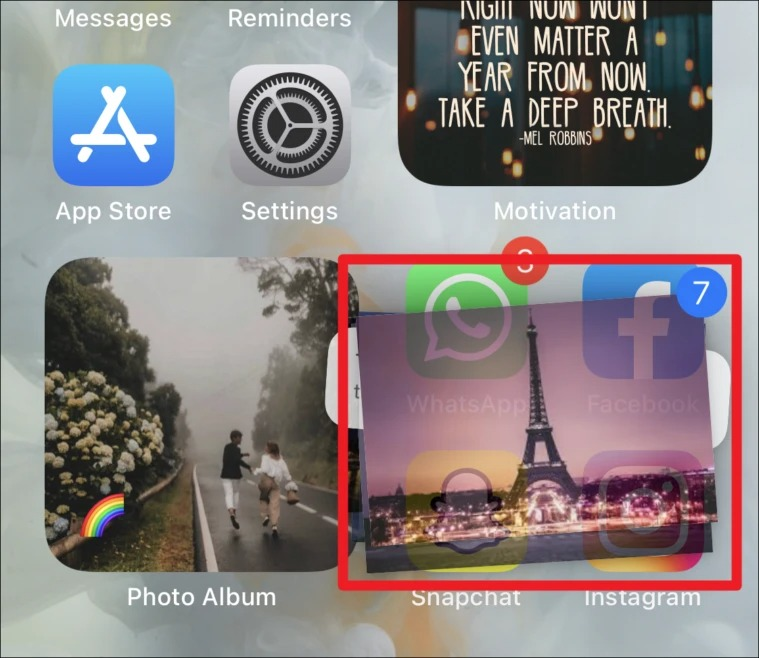 Messages
Reminders
RIGHT NOW WON'T
EVEN MATTER A
YEAR FROM NOW.
TAKE A DEEP BREATH.
-MEL ROBBINS
App Store
Settings
Motivation
3
7
WhatsApp
Facebook
Photo Album
Snapchat
Instagram